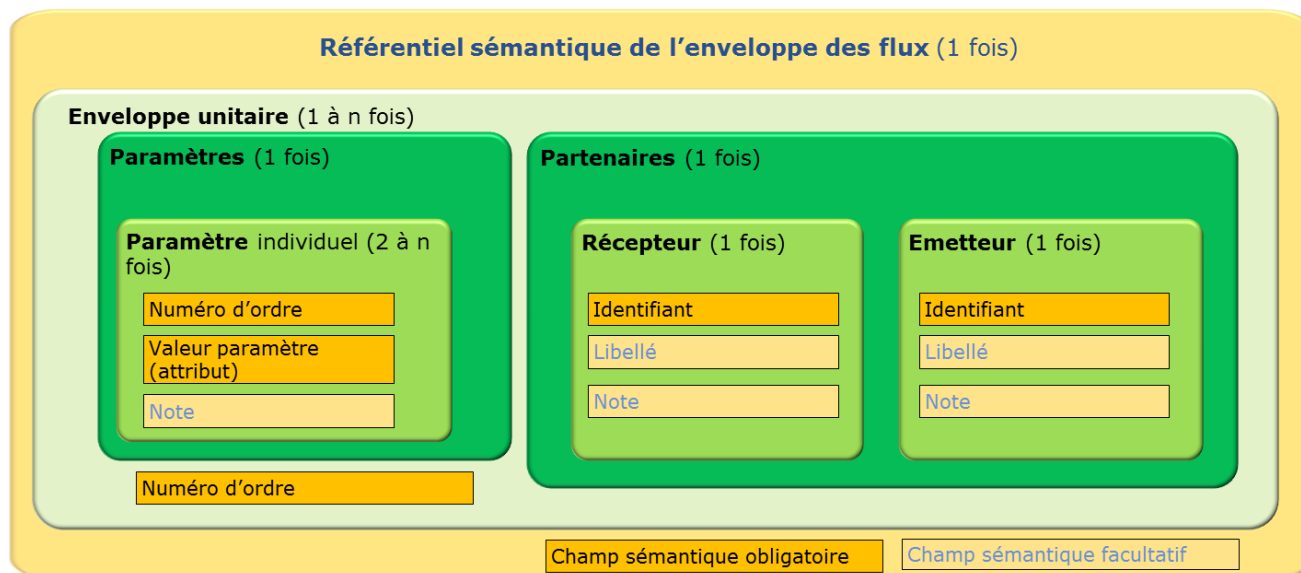 Référentiel sémantique de l’enveloppe des flux (1 fois)
Enveloppe unitaire (1 à n fois)
Paramètres (1 fois)
Paramètre individuel (2 à n
fois)
Numéro d’ordre
Valeur paramètre
(attribut)
Note
Numéro d’ordre
Partenaires (1 fois)
Récepteur (1 fois)
Identifiant
Libellé
Note
Emetteur (1 fois)
Identifiant
Libellé
Note
Champ sémantique obligatoire
Champ sémantique facultatif